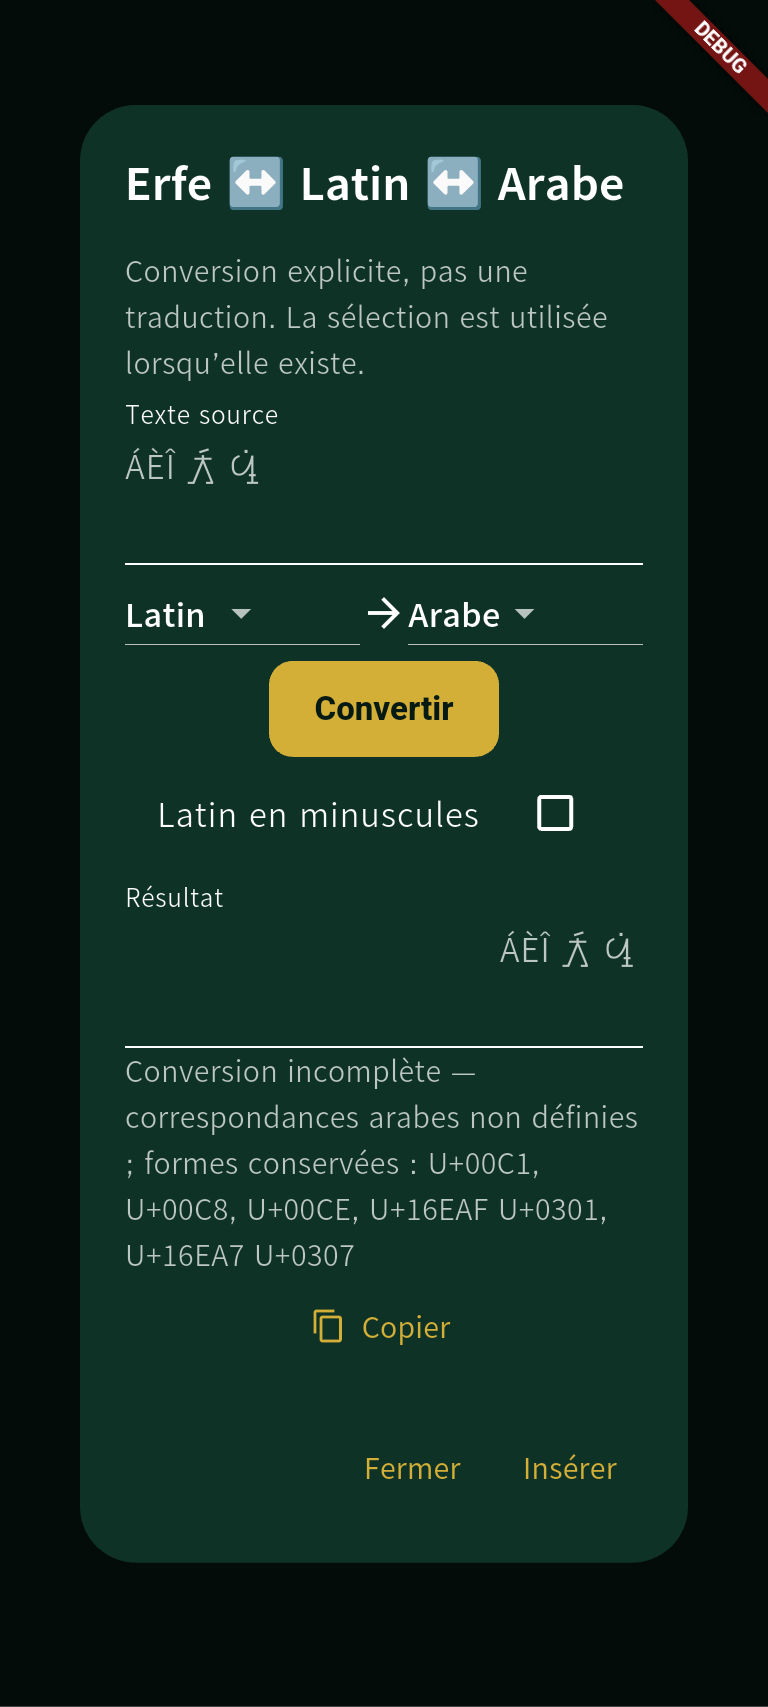 DEBUG
Erfe ↔️ Latin ↔️ Arabe
Conversion explicite, pas une
traduction. La sélection est utilisée
lorsqu’elle existe.
Texte source
ÁÈÎ 𖺯́ 𖺧̇
Latin → Arabe
Convertir
Latin en minuscules
Résultat
ÁÈÎ 𖺯́ 𖺧̇
Conversion incomplète —
correspondances arabes non définies
; formes conservées : U+00C1,
U+00C8, U+00CE, U+16EAF U+0301,
U+16EA7 U+0307
Copier
Fermer Insérer